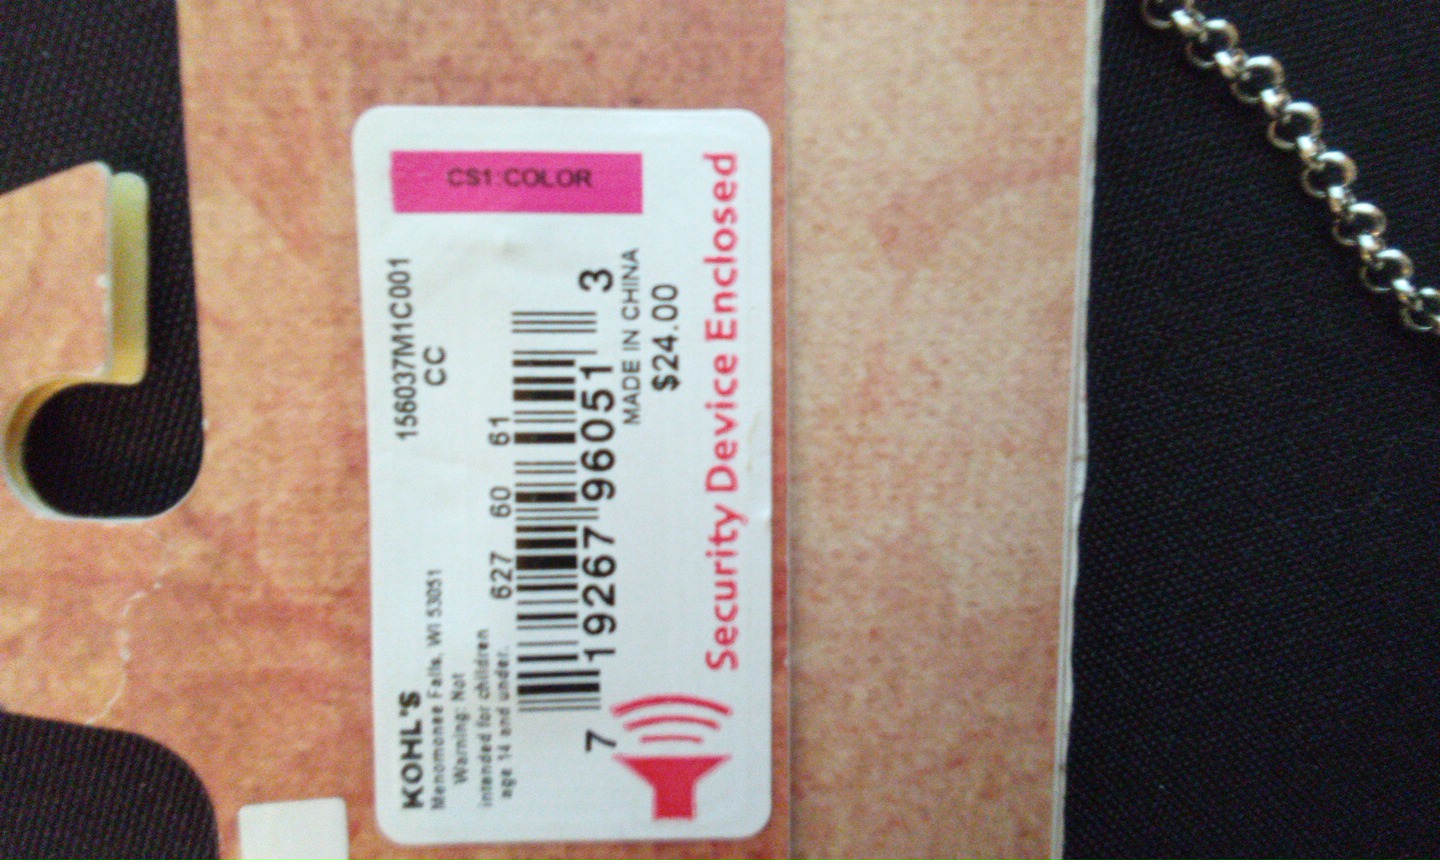 KOHL'S
Menomonee Falls, WI 53051
Warning: Not
intended for children
age 14 and under.
156037M1C001
CC
CS1 COLOR
627 60 61
7 19267 96051 3
MADE IN CHINA
$24.00
Security Device Enclosed